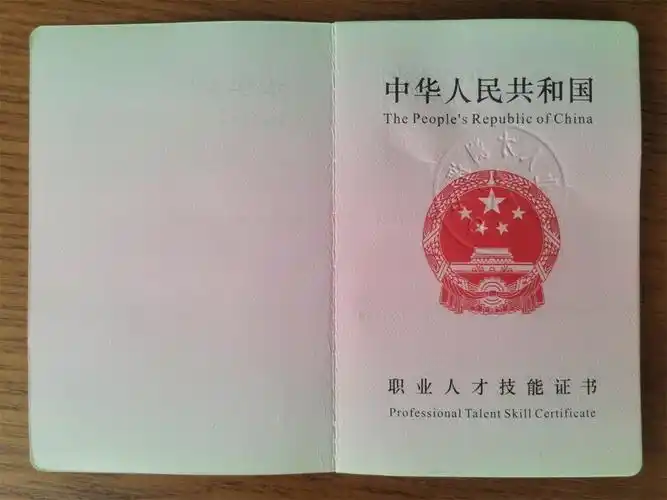 中华人民共和国
The People's Republic of China
职业人才技能证书
Professional Talent Skill Certificate